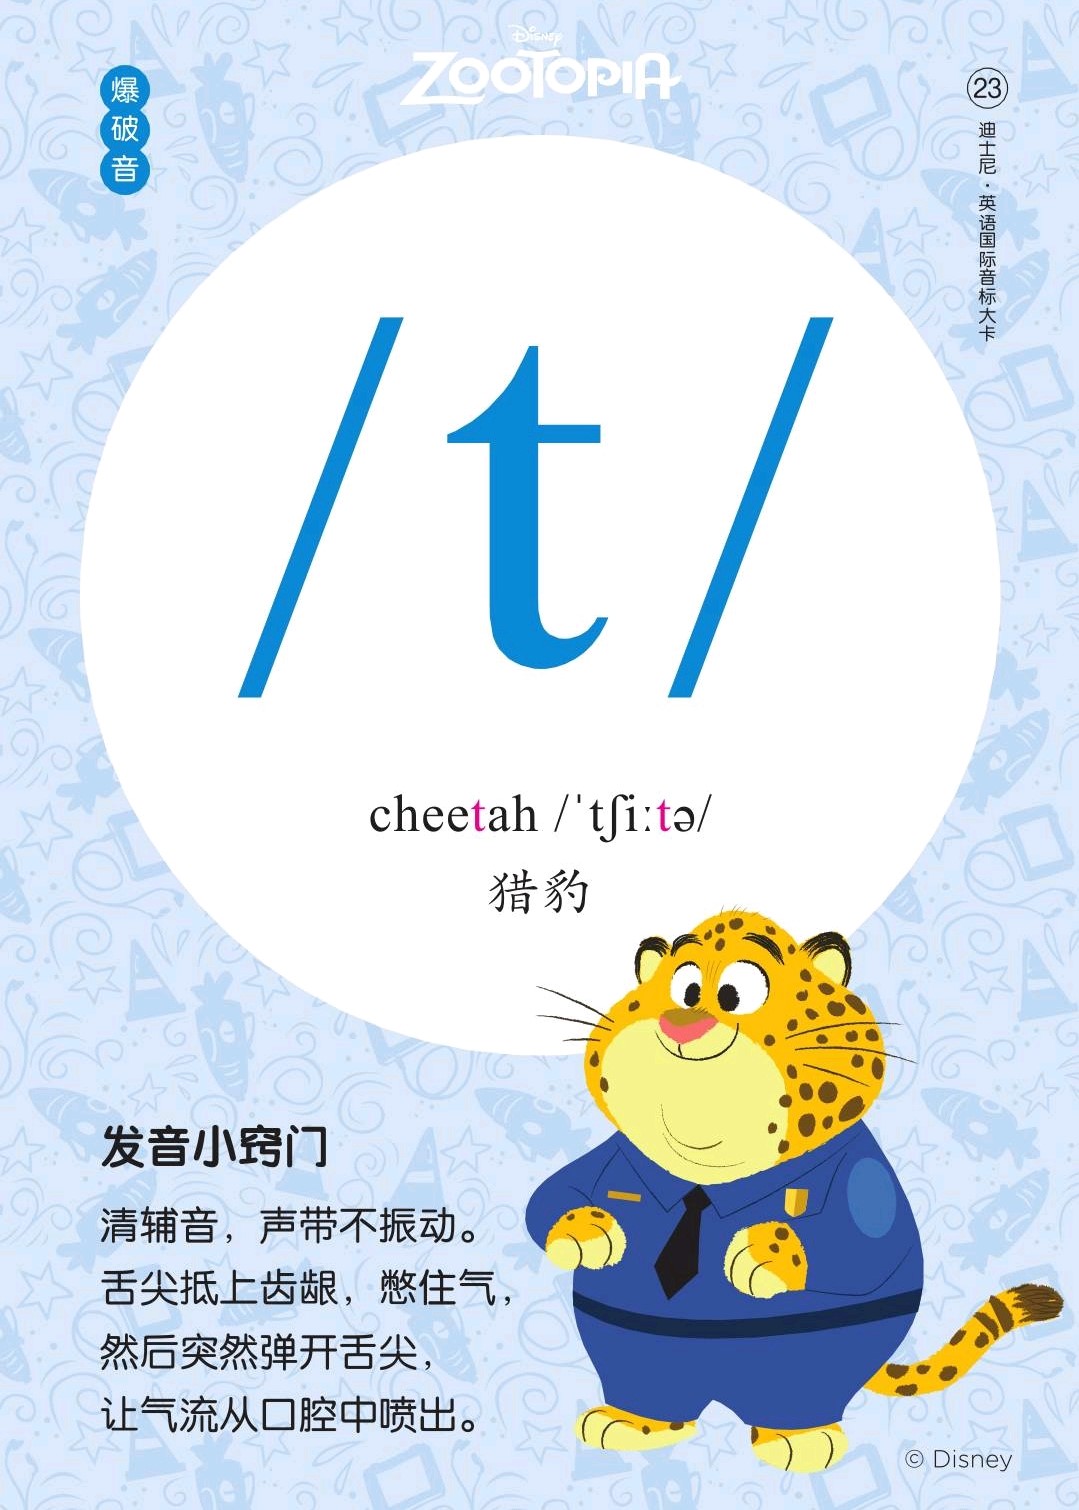 Disney
ZOOTOPIA
爆破音
23
迪士尼·英语国际音标大卡
/t/
cheetah /ˈtʃiːtə/
猎豹
发音小窍门
清辅音，声带不振动。
舌尖抵上齿龈，憋住气，
然后突然弹开舌尖，
让气流从口腔中喷出。
© Disney